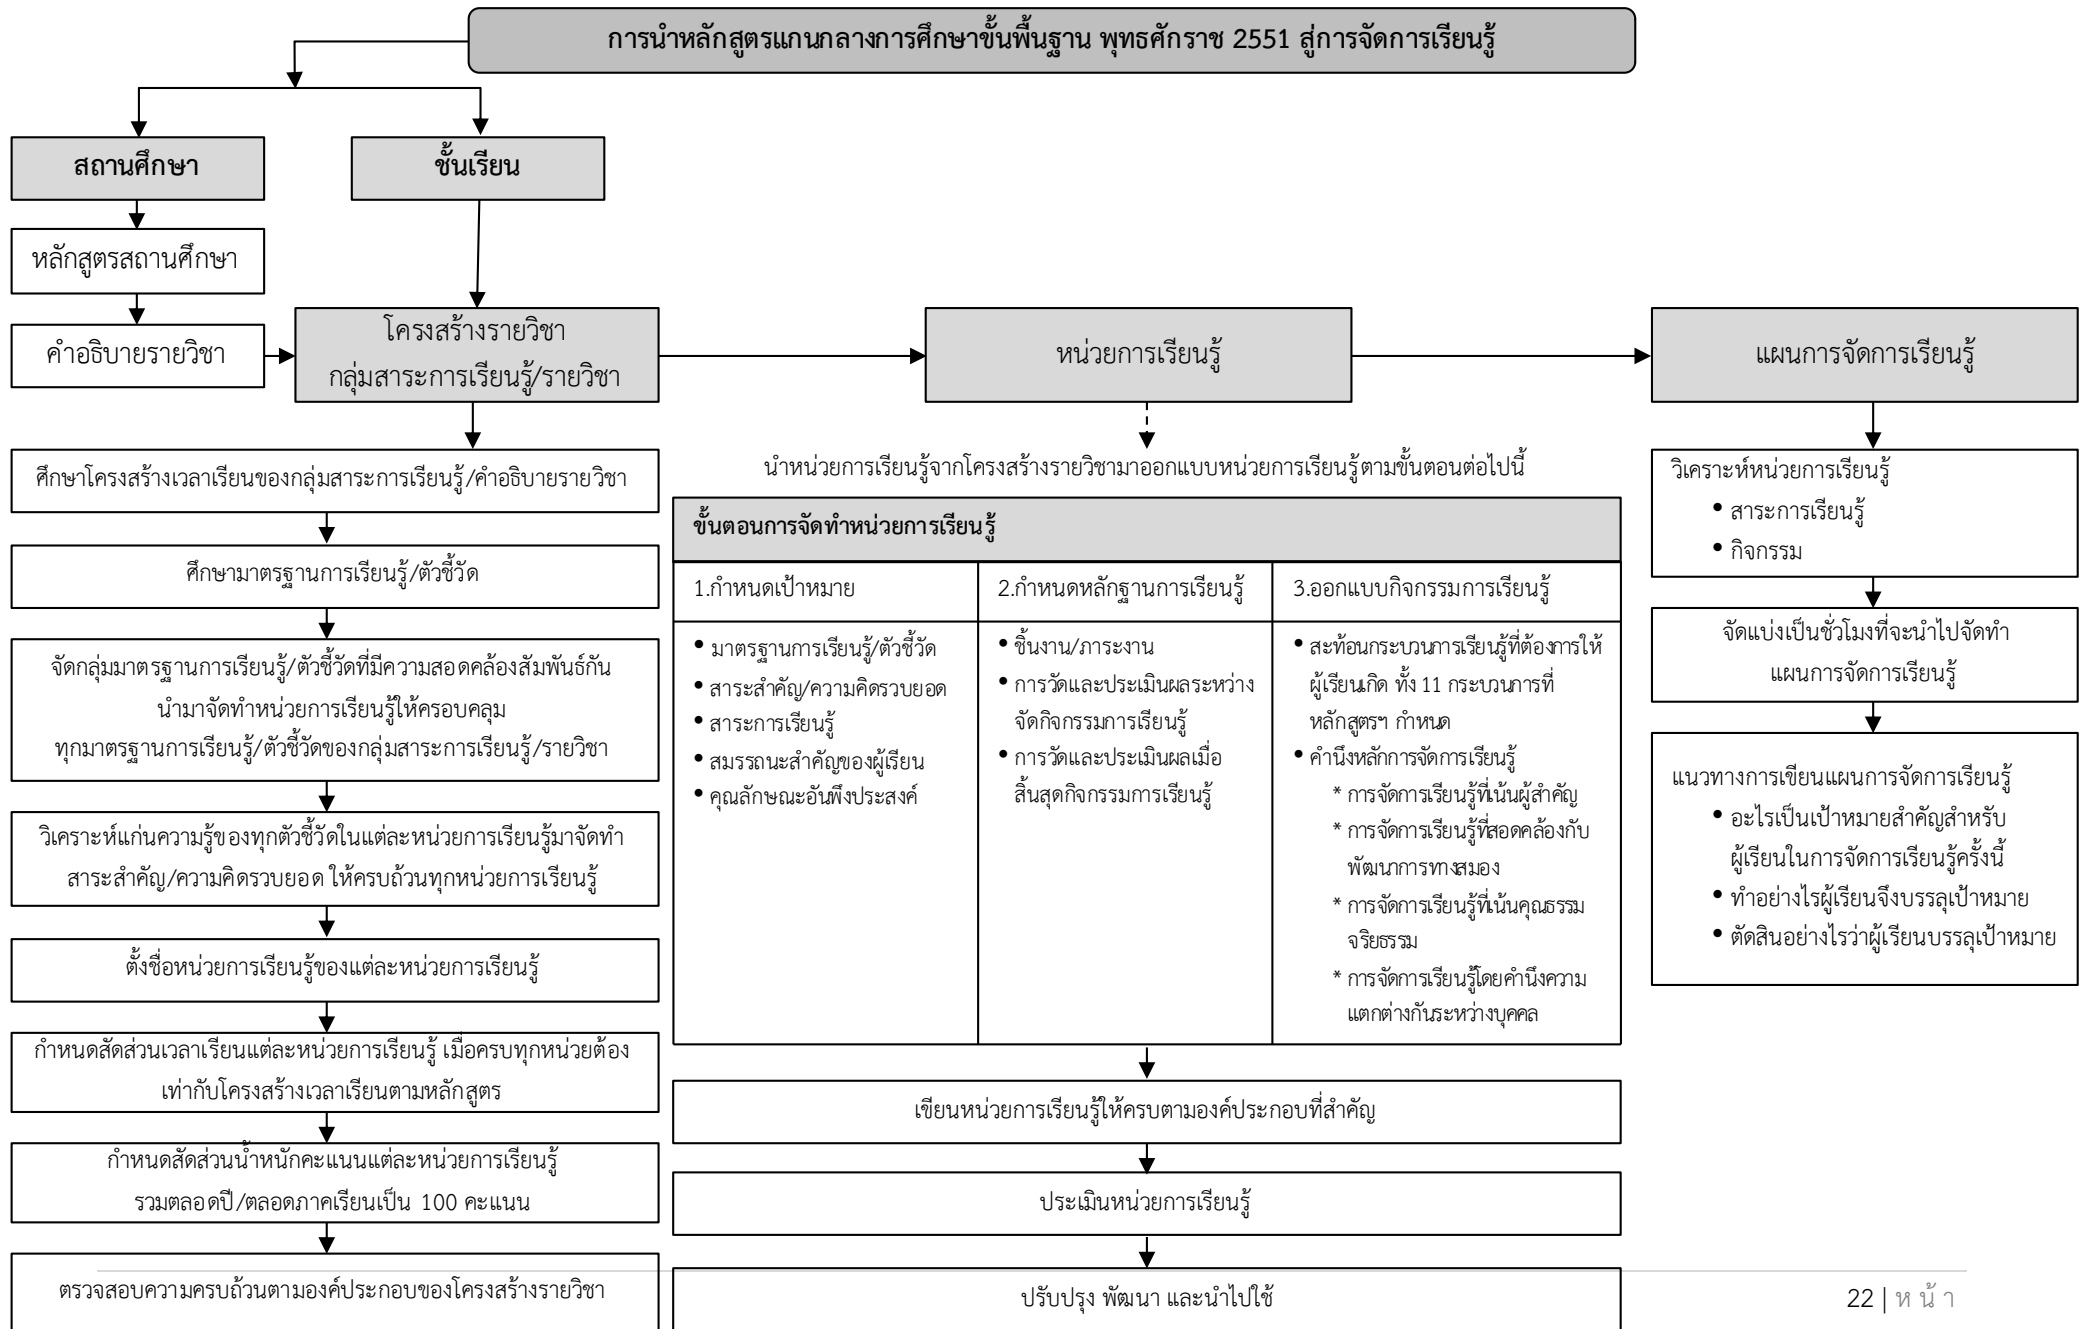 การนำหลักสูตรแกนกลางการศึกษาขั้นพื้นฐาน พุทธศักราช 2551 สู่การจัดการเรียนรู้
สถานศึกษา
ชั้นเรียน
หลักสูตรสถานศึกษา
คำอธิบายรายวิชา
โครงสร้างรายวิชา
กลุ่มสาระการเรียนรู้/รายวิชา
หน่วยการเรียนรู้
แผนการจัดการเรียนรู้
ศึกษาโครงสร้างเวลาเรียนของกลุ่มสาระการเรียนรู้/คำอธิบายรายวิชา
ศึกษามาตรฐานการเรียนรู้/ตัวชี้วัด
จัดกลุ่มมาตรฐานการเรียนรู้/ตัวชี้วัดที่มีความสอดคล้องสัมพันธ์กัน
นำมาจัดทำหน่วยการเรียนรู้ให้ครอบคลุม
ทุกมาตรฐานการเรียนรู้/ตัวชี้วัดของกลุ่มสาระการเรียนรู้/รายวิชา
วิเคราะห์แก่นความรู้ของทุกตัวชี้วัดในแต่ละหน่วยการเรียนรู้มาจัดทำ
สาระสำคัญ/ความคิดรวบยอด ให้ครบถ้วนทุกหน่วยการเรียนรู้
ตั้งชื่อหน่วยการเรียนรู้ของแต่ละหน่วยการเรียนรู้
กำหนดสัดส่วนเวลาเรียนแต่ละหน่วยการเรียนรู้ เมื่อครบทุกหน่วยต้อง
เท่ากับโครงสร้างเวลาเรียนตามหลักสูตร
กำหนดสัดส่วนน้ำหนักคะแนนแต่ละหน่วยการเรียนรู้
รวมตลอดปี/ตลอดภาคเรียนเป็น 100 คะแนน
ตรวจสอบความครบถ้วนตามองค์ประกอบของโครงสร้างรายวิชา
นำหน่วยการเรียนรู้จากโครงสร้างรายวิชามาออกแบบหน่วยการเรียนรู้ตามขั้นตอนต่อไปนี้
ขั้นตอนการจัดทำหน่วยการเรียนรู้
1.กำหนดเป้าหมาย
• มาตรฐานการเรียนรู้/ตัวชี้วัด
• สาระสำคัญ/ความคิดรวบยอด
• สาระการเรียนรู้
• สมรรถนะสำคัญของผู้เรียน
• คุณลักษณะอันพึงประสงค์
2.กำหนดหลักฐานการเรียนรู้
• ชิ้นงาน/ภาระงาน
• การวัดและประเมินผลระหว่าง
จัดกิจกรรมการเรียนรู้
• การวัดและประเมินผลเมื่อ
สิ้นสุดกิจกรรมการเรียนรู้
3.ออกแบบกิจกรรมการเรียนรู้
• สะท้อนกระบวนการเรียนรู้ที่ต้องการให้
ผู้เรียนเกิด ทั้ง 11 กระบวนการที่
หลักสูตรฯ กำหนด
• คำนึงหลักการจัดการเรียนรู้
* การจัดการเรียนรู้ที่เน้นผู้สำคัญ
* การจัดการเรียนรู้ที่สอดคล้องกับ
พัฒนาการทางสมอง
* การจัดการเรียนรู้ที่เน้นคุณธรรม
จริยธรรม
* การจัดการเรียนรู้โดยคำนึงความ
แตกต่างกันระหว่างบุคคล
เขียนหน่วยการเรียนรู้ให้ครบตามองค์ประกอบที่สำคัญ
ประเมินหน่วยการเรียนรู้
ปรับปรุง พัฒนา และนำไปใช้
วิเคราะห์หน่วยการเรียนรู้
• สาระการเรียนรู้
• กิจกรรม
จัดแบ่งเป็นชั่วโมงที่จะนำไปจัดทำ
แผนการจัดการเรียนรู้
แนวทางการเขียนแผนการจัดการเรียนรู้
• อะไรเป็นเป้าหมายสำคัญสำหรับ
ผู้เรียนในการจัดการเรียนรู้ครั้งนี้
• ทำอย่างไรผู้เรียนจึงบรรลุเป้าหมาย
• ตัดสินอย่างไรว่าผู้เรียนบรรลุเป้าหมาย
22 | ห น้ า